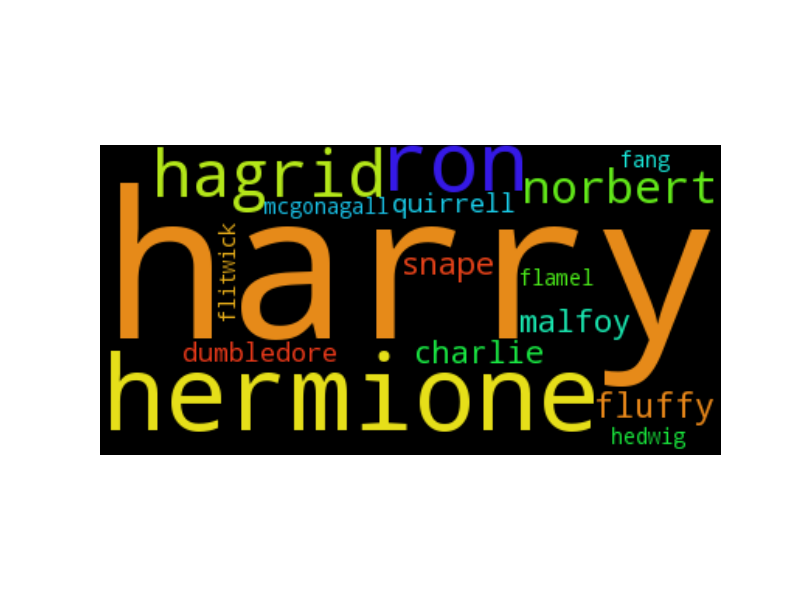 hagrid
ron
fang
norbert
mcgonagall
quirrell
harry
flitwick
snape
flamel
malfoy
dumbledore
charlie
hermione
fluffy
hedwig